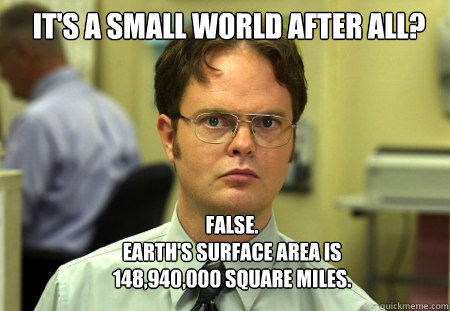 IT'S A SMALL WORLD AFTER ALL?
FALSE.
EARTH'S SURFACE AREA IS
148,940,000 SQUARE MILES.
quickmeme.com